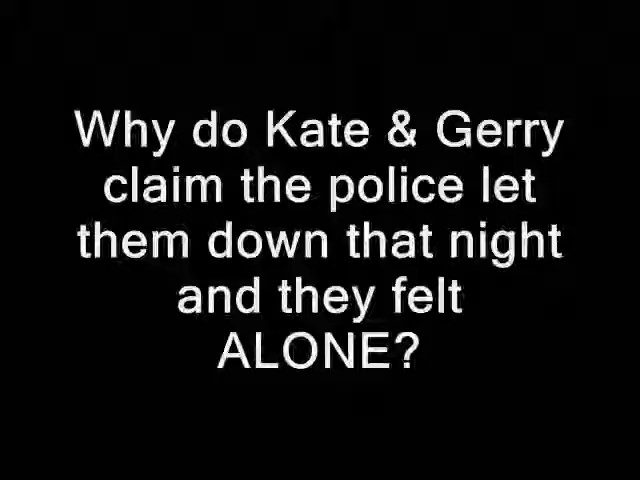 Why do Kate & Gerry
claim the police let
them down that night
and they felt
ALONE?